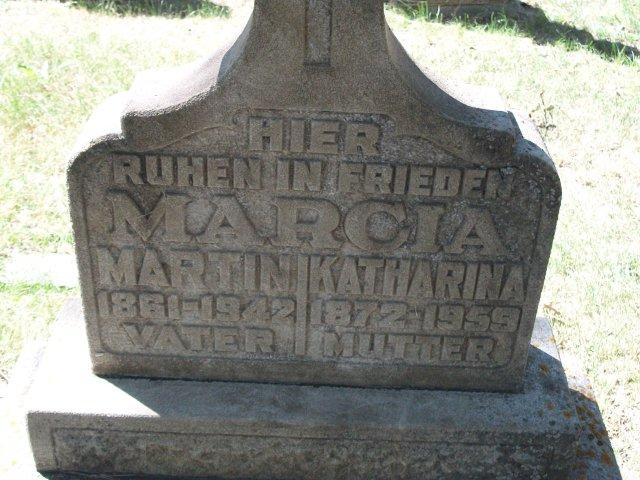 HIER
RUHEN IN FRIEDEN
MARCIA
MARTIN KATHARINA
1861-1942 1872-1959
VATER MUTTER